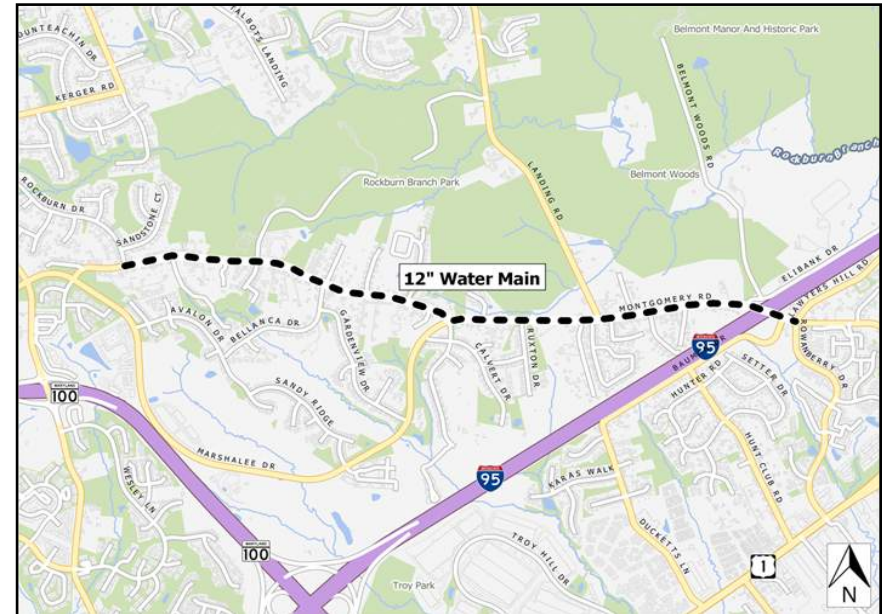 OUNTEACHIN DR
TALBOTS LANDING
Belmont Manor And Historic Park
KERGER RD
BELMONT WOODS RD
Rockburn Branch
LANDING RD
Rockburn Branch Park
Belmont Woods
ROCKBURN DR
SANDSTONE CT
ELIBANK DR
12" Water Main
MONTGOMERY RD
LAWYERS HILL RD
AVALON DR
BELLANCA DR
GARDENVIEW DR
RUXTON DR
ROWANBERRY DR
95
CALVERT DR
SETTER DR
SANDY RIDGE
HUNTER RD
MARYLAND
100
MARSHALEE DR
HUNT CLUB RD
95
KARAS WALK
WESLEY LN
DUCKETTS LN
TROY HILL DR
MARYLAND
100
1
Troy Park
N